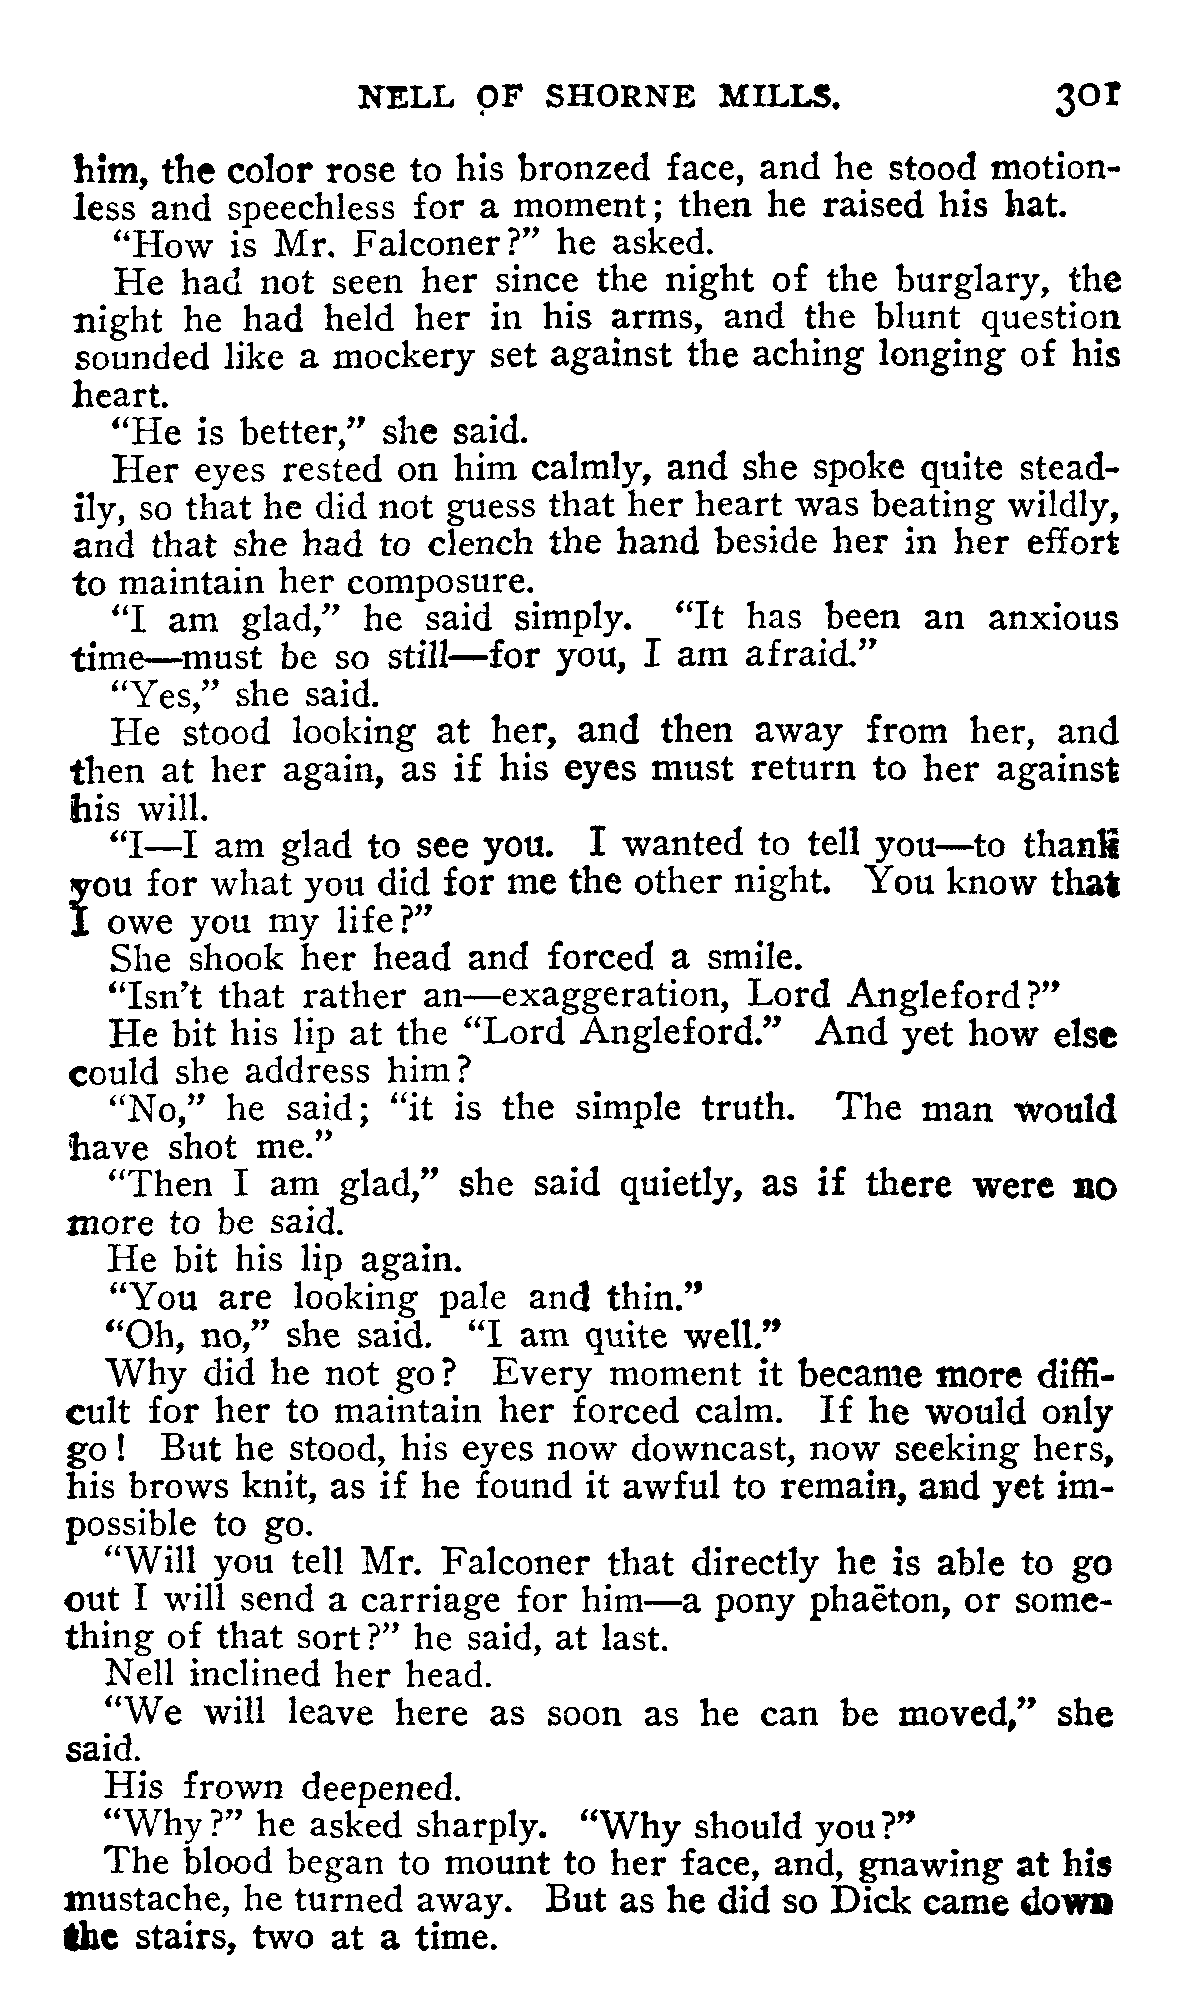 NELL OF SHORNE MILLS. 301
him, the color rose to his bronzed face, and he stood motion-
less and speechless for a moment; then he raised his hat.
"How is Mr. Falconer?" he asked.
He had not seen her since the night of the burglary, the
night he had held her in his arms, and the blunt question
sounded like a mockery set against the aching longing of his
heart.
"He is better," she said.
Her eyes rested on him calmly, and she spoke quite stead-
ily, so that he did not guess that her heart was beating wildly,
and that she had to clench the hand beside her in her effort
to maintain her composure.
"I am glad," he said simply. "It has been an anxious
time—must be so still—for you, I am afraid."
"Yes," she said.
He stood looking at her, and then away from her, and
then at her again, as if his eyes must return to her against
his will.
"I—I am glad to see you. I wanted to tell you—to thank
you for what you did for me the other night. You know that
I owe you my life?"
She shook her head and forced a smile.
"Isn't that rather an—exaggeration, Lord Angleford?"
He bit his lip at the "Lord Angleford." And yet how else
could she address him?
"No," he said; "it is the simple truth. The man would
have shot me."
"Then I am glad," she said quietly, as if there were no
more to be said.
He bit his lip again.
"You are looking pale and thin."
"Oh, no," she said. "I am quite well."
Why did he not go? Every moment it became more diffi-
cult for her to maintain her forced calm. If he would only
go! But he stood, his eyes now downcast, now seeking hers,
his brows knit, as if he found it awful to remain, and yet im-
possible to go.
"Will you tell Mr. Falconer that directly he is able to go
out I will send a carriage for him—a pony phaëton, or some-
thing of that sort?" he said, at last.
Nell inclined her head.
"We will leave here as soon as he can be moved," she
said.
His frown deepened.
"Why?" he asked sharply. "Why should you?"
The blood began to mount to her face, and, gnawing at his
mustache, he turned away. But as he did so Dick came down
the stairs, two at a time.